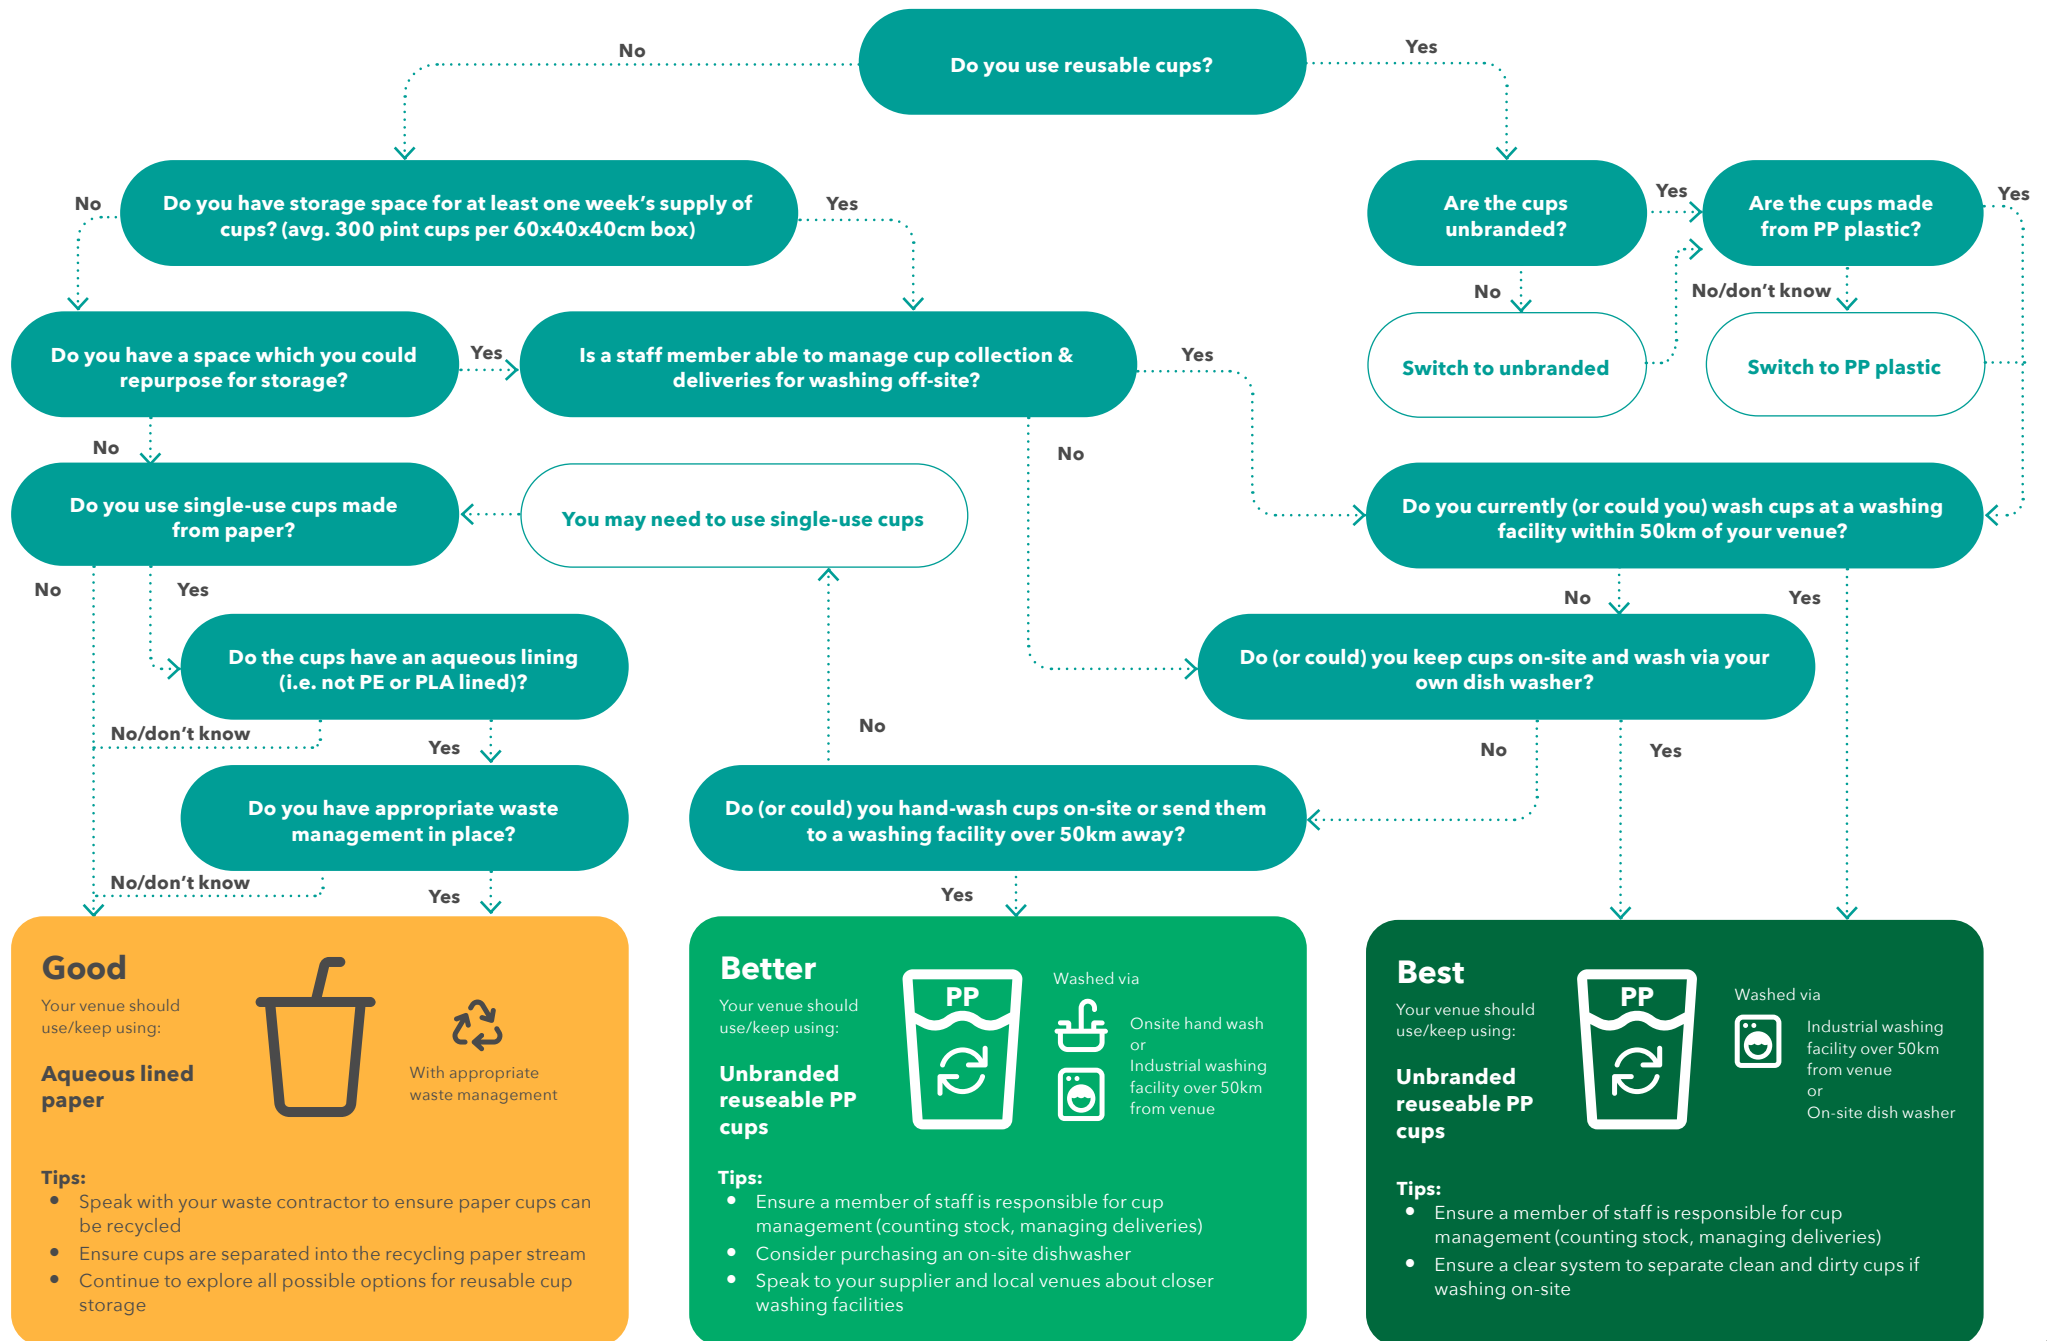 Do you use reusable cups?
No
Yes
Do you have storage space for at least one week's supply of
cups? (avg. 300 pint cups per 60x40x40cm box)
No
Yes
Are the cups
unbranded?
Yes
Are the cups made
from PP plastic?
Yes
No
No/don't know
Do you have a space which you could
repurpose for storage?
Yes
Is a staff member able to manage cup collection &
deliveries for washing off-site?
Yes
Switch to unbranded
Switch to PP plastic
No
No
Do you use single-use cups made
from paper?
You may need to use single-use cups
Do you currently (or could you) wash cups at a washing
facility within 50km of your venue?
No
Yes
No
Yes
Do the cups have an aqueous lining
(i.e. not PE or PLA lined)?
Do (or could) you keep cups on-site and wash via your
own dish washer?
No/don't know
Yes
No
No
Yes
Do you have appropriate waste
management in place?
Do (or could) you hand-wash cups on-site or send them
to a washing facility over 50km away?
No/don't know
Yes
Yes
Good
Your venue should
use/keep using:
Aqueous lined
paper
With appropriate
waste management
Tips:
• Speak with your waste contractor to ensure paper cups can
be recycled
• Ensure cups are separated into the recycling paper stream
• Continue to explore all possible options for reusable cup
storage
Better
Your venue should
use/keep using:
Unbranded
reuseable PP
cups
PP
Washed via
Onsite hand wash
or
Industrial washing
facility over 50km
from venue
Tips:
• Ensure a member of staff is responsible for cup
management (counting stock, managing deliveries)
• Consider purchasing an on-site dishwasher
• Speak to your supplier and local venues about closer
washing facilities
Best
Your venue should
use/keep using:
Unbranded
reuseable PP
cups
PP
Washed via
Industrial washing
facility over 50km
from venue
or
On-site dish washer
Tips:
• Ensure a member of staff is responsible for cup
management (counting stock, managing deliveries)
• Ensure a clear system to separate clean and dirty cups if
washing on-site